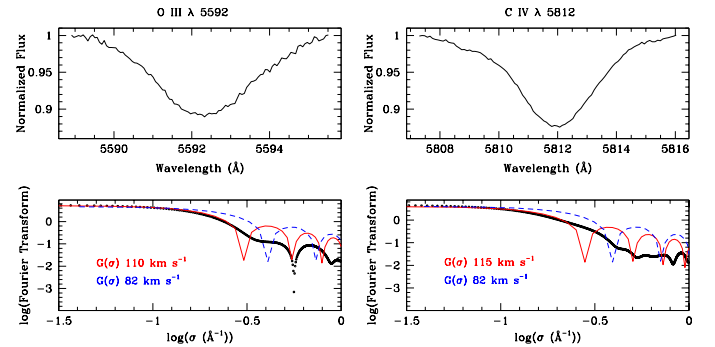 O III λ 5592
C IV λ 5812
Normalized Flux
1
0.95
0.9
5590
5592
5594
Wavelength (Å)
Normalized Flux
1
0.95
0.9
5808
5810
5812
5814
5816
Wavelength (Å)
log(Fourier Transform)
0
-1
-2
-3
G(σ) 110 km s⁻¹
G(σ) 82 km s⁻¹
-1.5
-1
-0.5
0
log(σ (Å⁻¹))
log(Fourier Transform)
0
-1
-2
-3
G(σ) 115 km s⁻¹
G(σ) 82 km s⁻¹
-1.5
-1
-0.5
0
log(σ (Å⁻¹))